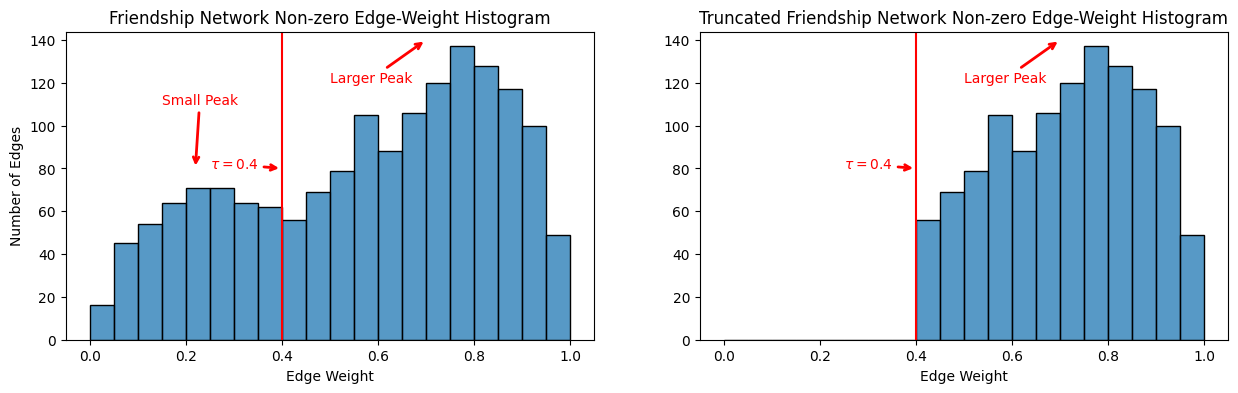 Friendship Network Non-zero Edge-Weight Histogram
Number of Edges
140
120
100
80
60
40
20
0
Small Peak
Larger Peak
τ = 0.4
0.0 0.2 0.4 0.6 0.8 1.0
Edge Weight
Truncated Friendship Network Non-zero Edge-Weight Histogram
140
120
100
80
60
40
20
0
Larger Peak
τ = 0.4
0.0 0.2 0.4 0.6 0.8 1.0
Edge Weight